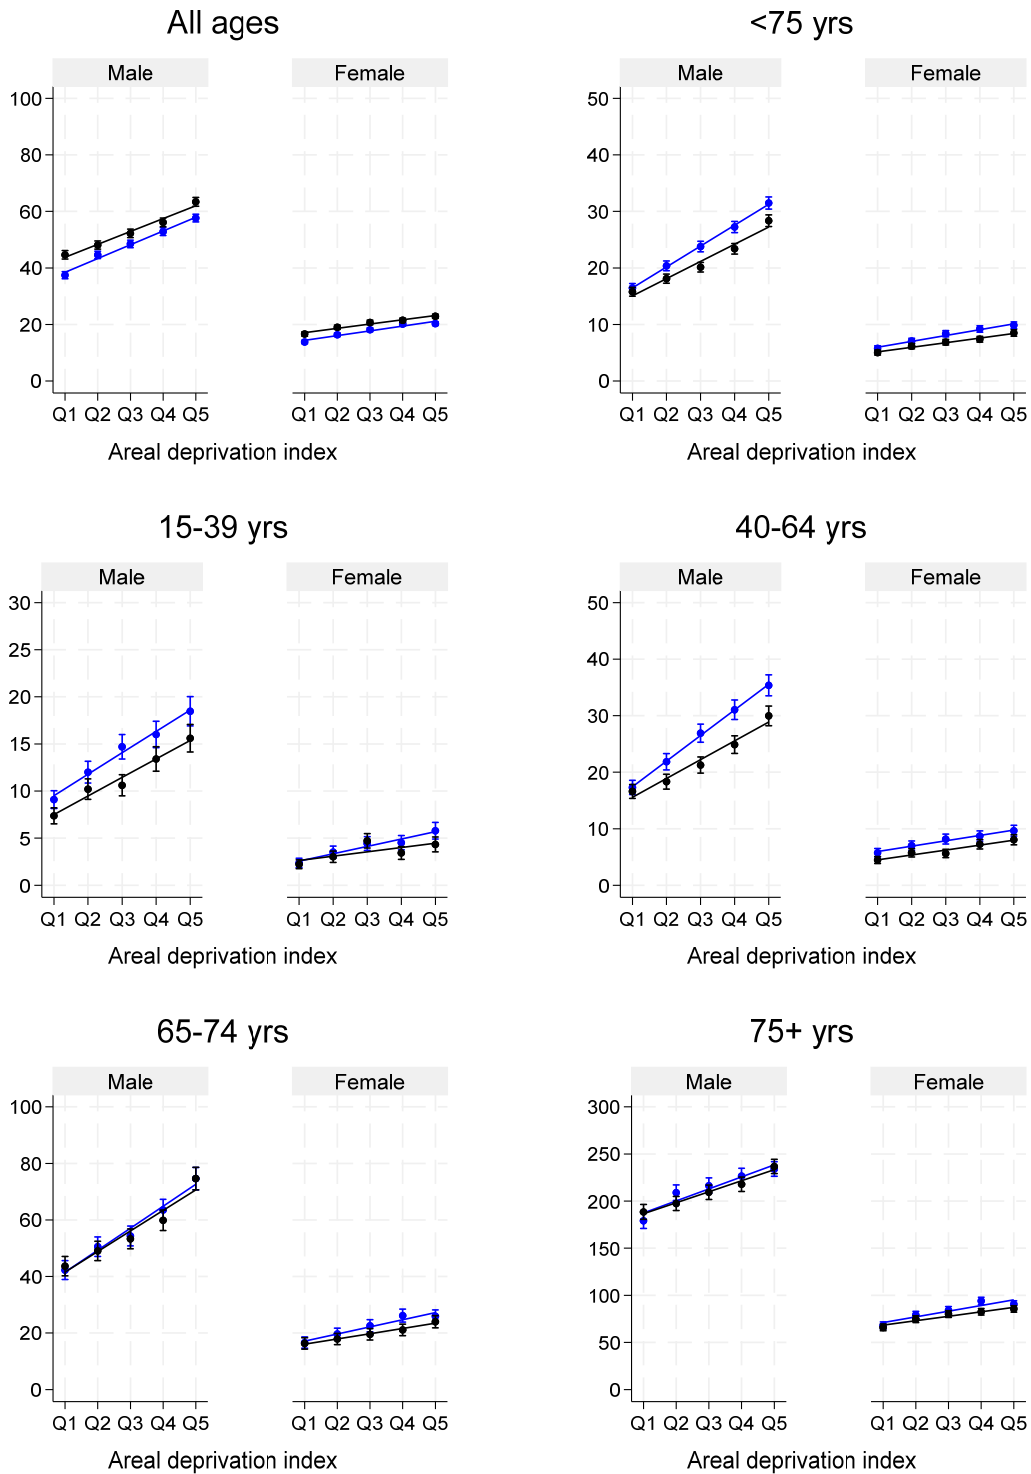 All ages
<75 yrs
Male Female Male Female
100
80
60
40
20
0
50
40
30
20
10
0
Q1 Q2 Q3 Q4 Q5 Q1 Q2 Q3 Q4 Q5 Q1 Q2 Q3 Q4 Q5 Q1 Q2 Q3 Q4 Q5
Areal deprivation index
Areal deprivation index
15-39 yrs
40-64 yrs
Male Female Male Female
30
25
20
15
10
5
0
50
40
30
20
10
0
Q1 Q2 Q3 Q4 Q5 Q1 Q2 Q3 Q4 Q5 Q1 Q2 Q3 Q4 Q5 Q1 Q2 Q3 Q4 Q5
Areal deprivation index
Areal deprivation index
65-74 yrs
75+ yrs
Male Female Male Female
100
80
60
40
20
0
300
250
200
150
100
50
0
Q1 Q2 Q3 Q4 Q5 Q1 Q2 Q3 Q4 Q5 Q1 Q2 Q3 Q4 Q5 Q1 Q2 Q3 Q4 Q5
Areal deprivation index
Areal deprivation index